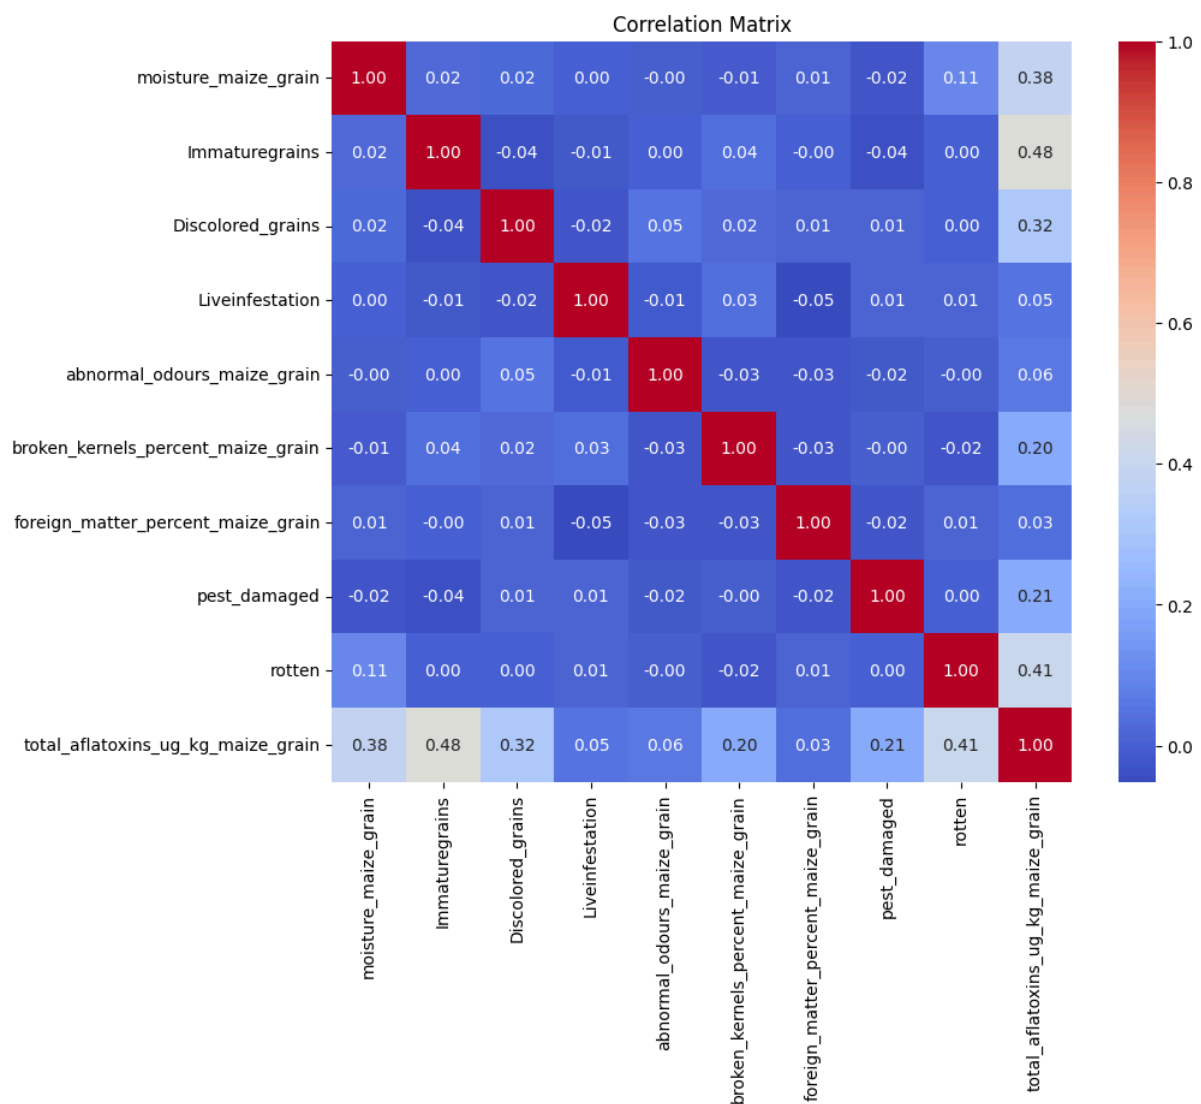 Correlation Matrix
moisture_maize_grain 1.00 0.02 0.02 0.00 -0.00 -0.01 0.01 -0.02 0.11 0.38
Immaturegrains 0.02 1.00 -0.04 -0.01 0.00 0.04 -0.00 -0.04 0.00 0.48
Discolored_grains 0.02 -0.04 1.00 -0.02 0.05 0.02 0.01 0.01 0.00 0.32
Liveinfestation 0.00 -0.01 -0.02 1.00 -0.01 0.03 -0.05 0.01 0.01 0.05
abnormal_odours_maize_grain -0.00 0.00 0.05 -0.01 1.00 -0.03 -0.03 -0.02 -0.00 0.06
broken_kernels_percent_maize_grain -0.01 0.04 0.02 0.03 -0.03 1.00 -0.03 -0.00 -0.02 0.20
foreign_matter_percent_maize_grain 0.01 -0.00 0.01 -0.05 -0.03 -0.03 1.00 -0.02 0.01 0.03
pest_damaged -0.02 -0.04 0.01 0.01 -0.02 -0.00 -0.02 1.00 0.00 0.21
rotten 0.11 0.00 0.00 0.01 -0.00 -0.02 0.01 0.00 1.00 0.41
total_aflatoxins_ug_kg_maize_grain 0.38 0.48 0.32 0.05 0.06 0.20 0.03 0.21 0.41 1.00
moisture_maize_grain
Immaturegrains
Discolored_grains
Liveinfestation
abnormal_odours_maize_grain
broken_kernels_percent_maize_grain
foreign_matter_percent_maize_grain
pest_damaged
rotten
total_aflatoxins_ug_kg_maize_grain
1.0
0.8
0.6
0.4
0.2
0.0